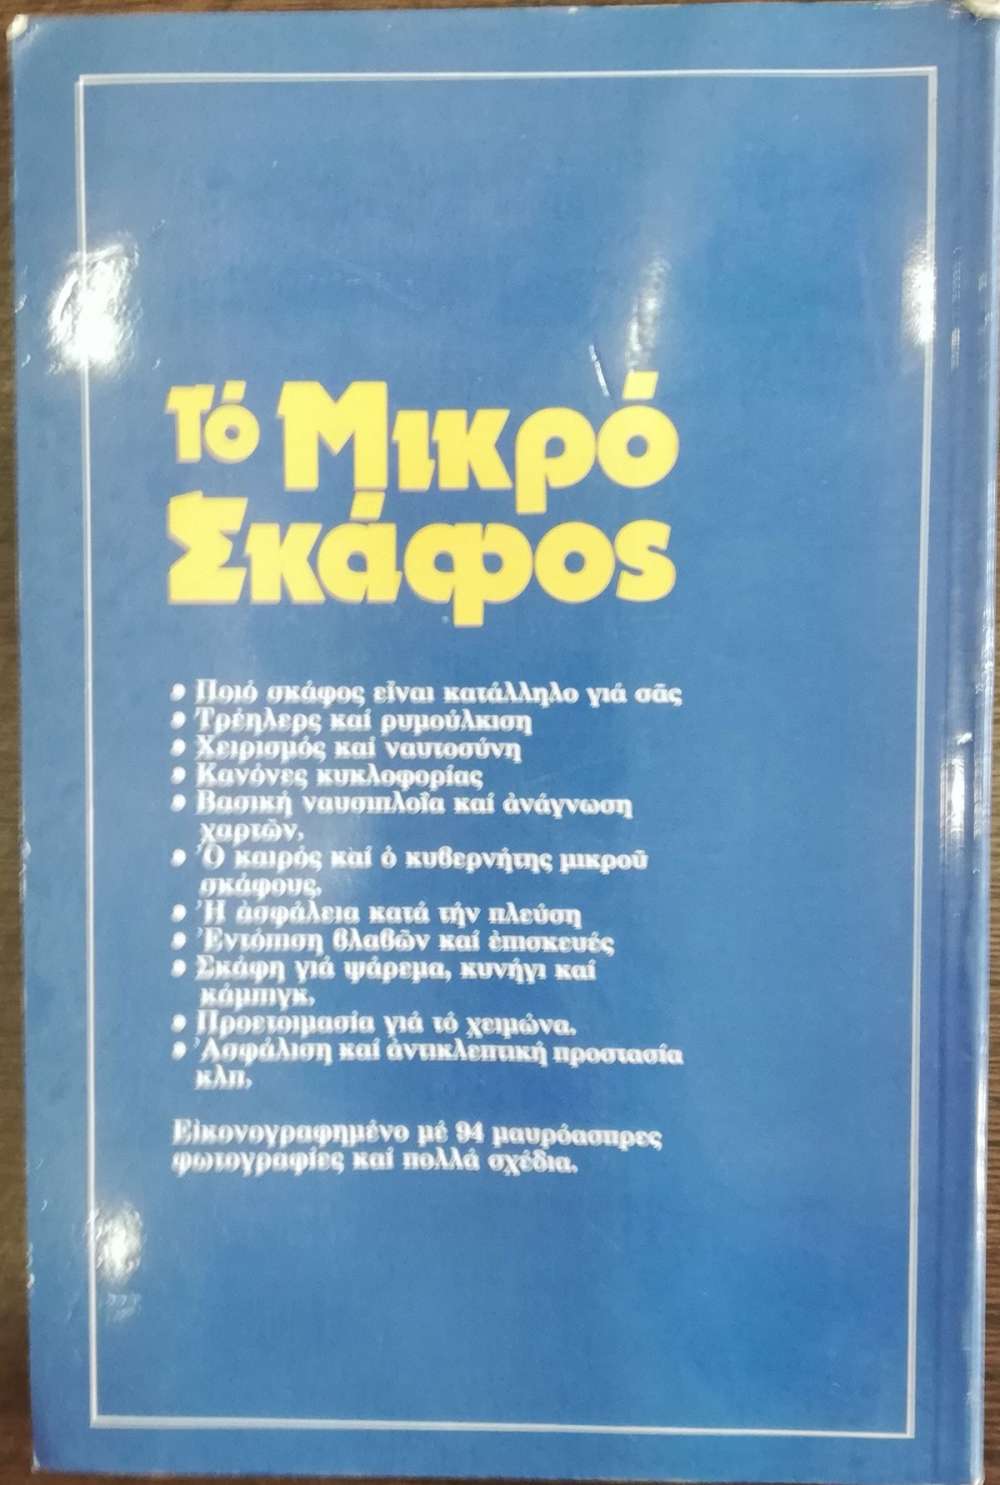 Τό Μικρό
Σκάφος
• Ποιό σκάφος εἶναι κατάλληλο γιά σᾶς
• Τρέηλερς καί ρυμούλκιση
• Χειρισμός καί ναυτοσύνη
• Κανόνες κυκλοφορίας
• Βασική ναυσιπλοΐα καί ἀνάγνωση
χαρτῶν.
• Ὁ καιρός καί ὁ κυβερνήτης μικροῦ
σκάφους.
• Ἡ ἀσφάλεια κατά τήν πλεύση
• Ἐντόπιση βλαβῶν καί ἐπισκευές
• Σκάφη γιά ψάρεμα, κυνήγι καί
κάμπιγκ.
• Προετοιμασία γιά τό χειμώνα.
• Ἀσφάλιση καί ἀντικλεπτική προστασία
κλπ.
Εἰκονογραφημένο μέ 94 μαυρόασπρες
φωτογραφίες καί πολλά σχέδια.